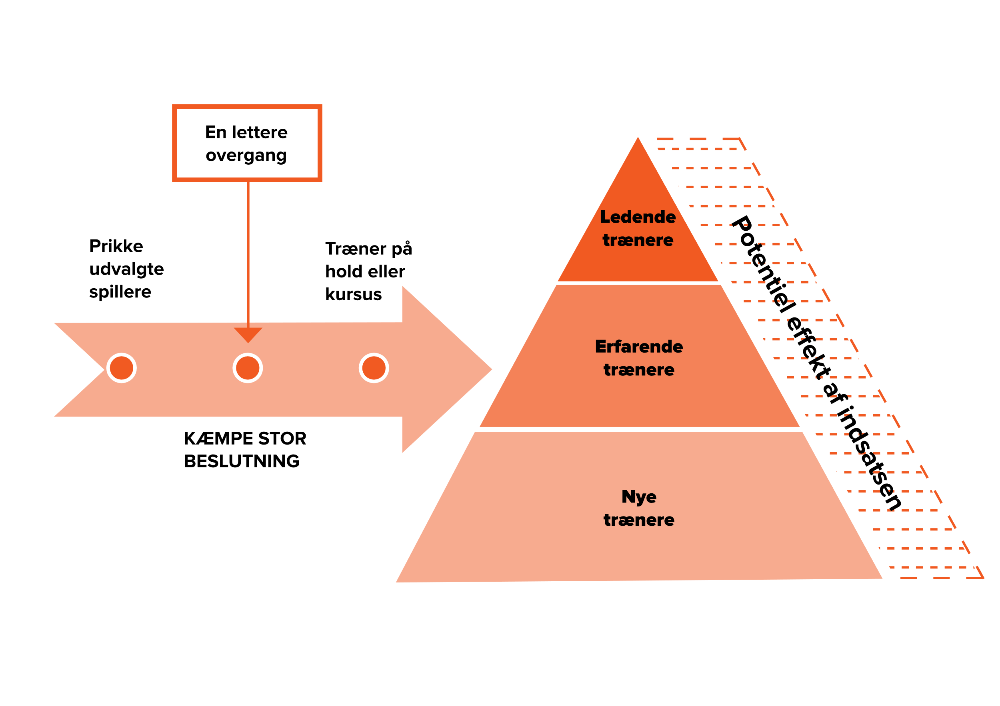 En lettere
overgang
Prikke
udvalgte
spillere
Træner på
hold eller
kursus
KÆMPE STOR
BESLUTNING
Ledende
trænere
Erfarende
trænere
Nye
trænere
Potentiel effekt af indsatsen